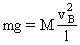 mg = M v_B^2 / l